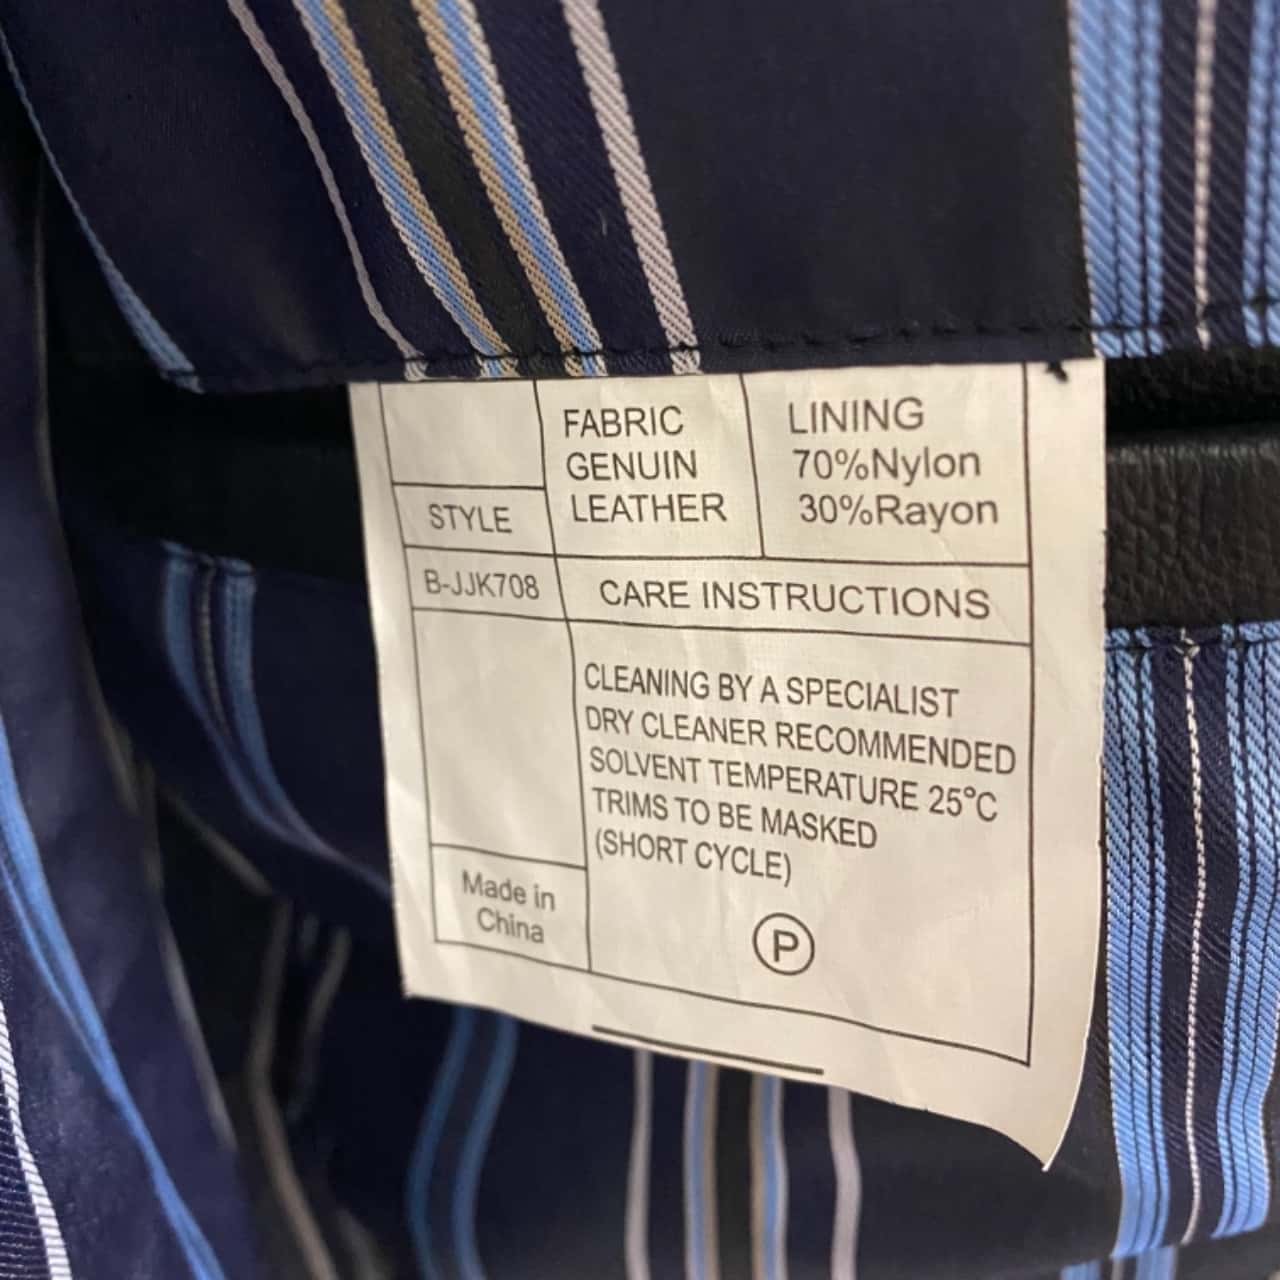 FABRIC
GENUIN
LEATHER
LINING
70%Nylon
30%Rayon
STYLE
B-JJK708
CARE INSTRUCTIONS
CLEANING BY A SPECIALIST
DRY CLEANER RECOMMENDED
SOLVENT TEMPERATURE 25°C
TRIMS TO BE MASKED
(SHORT CYCLE)
P
Made in
China